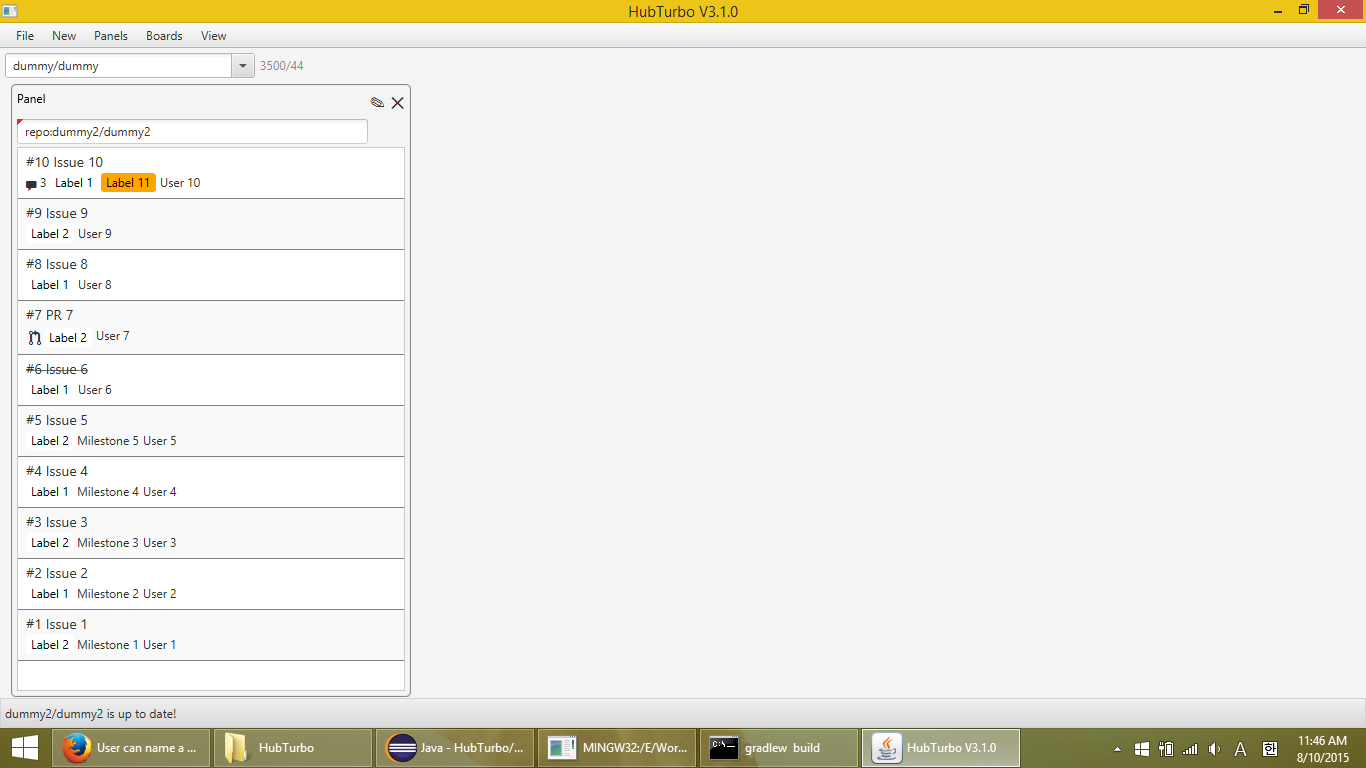 HubTurbo V3.1.0
File New Panels Boards View
dummy/dummy 3500/44
Panel
repo:dummy2/dummy2
#10 Issue 10
3 Label 1 Label 11 User 10
#9 Issue 9
Label 2 User 9
#8 Issue 8
Label 1 User 8
#7 PR 7
Label 2 User 7
#6 Issue 6
Label 1 User 6
#5 Issue 5
Label 2 Milestone 5 User 5
#4 Issue 4
Label 1 Milestone 4 User 4
#3 Issue 3
Label 2 Milestone 3 User 3
#2 Issue 2
Label 1 Milestone 2 User 2
#1 Issue 1
Label 2 Milestone 1 User 1
dummy2/dummy2 is up to date!
User can name a ... HubTurbo Java - HubTurbo/... MINGW32:/E/Wor... C:\. gradlew build HubTurbo V3.1.0 A 한 11:46 AM
8/10/2015